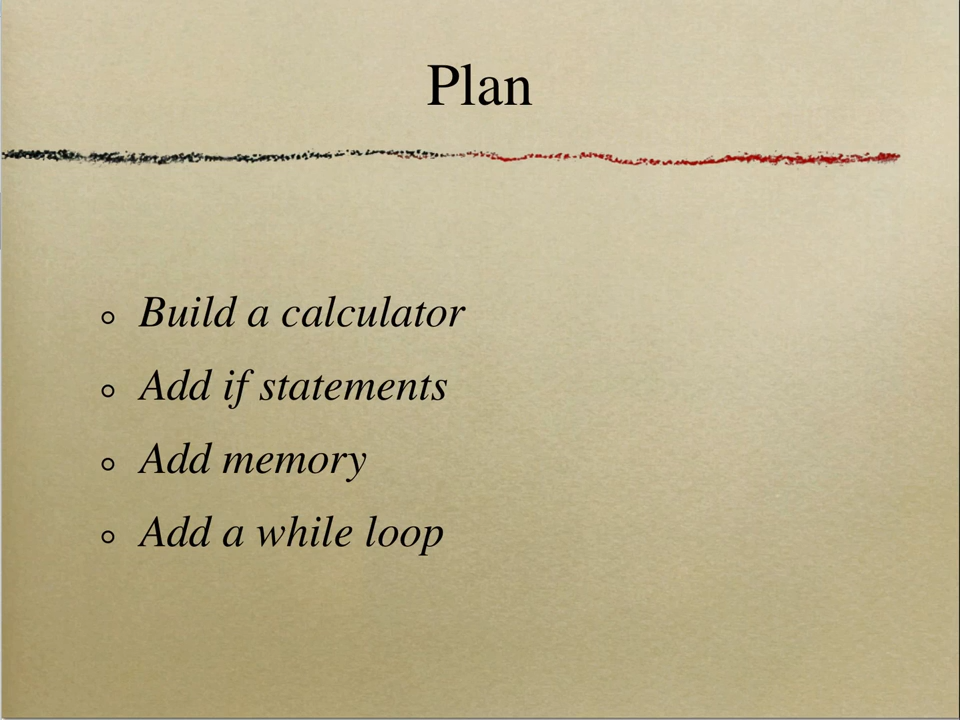 Plan
Build a calculator
Add if statements
Add memory
Add a while loop